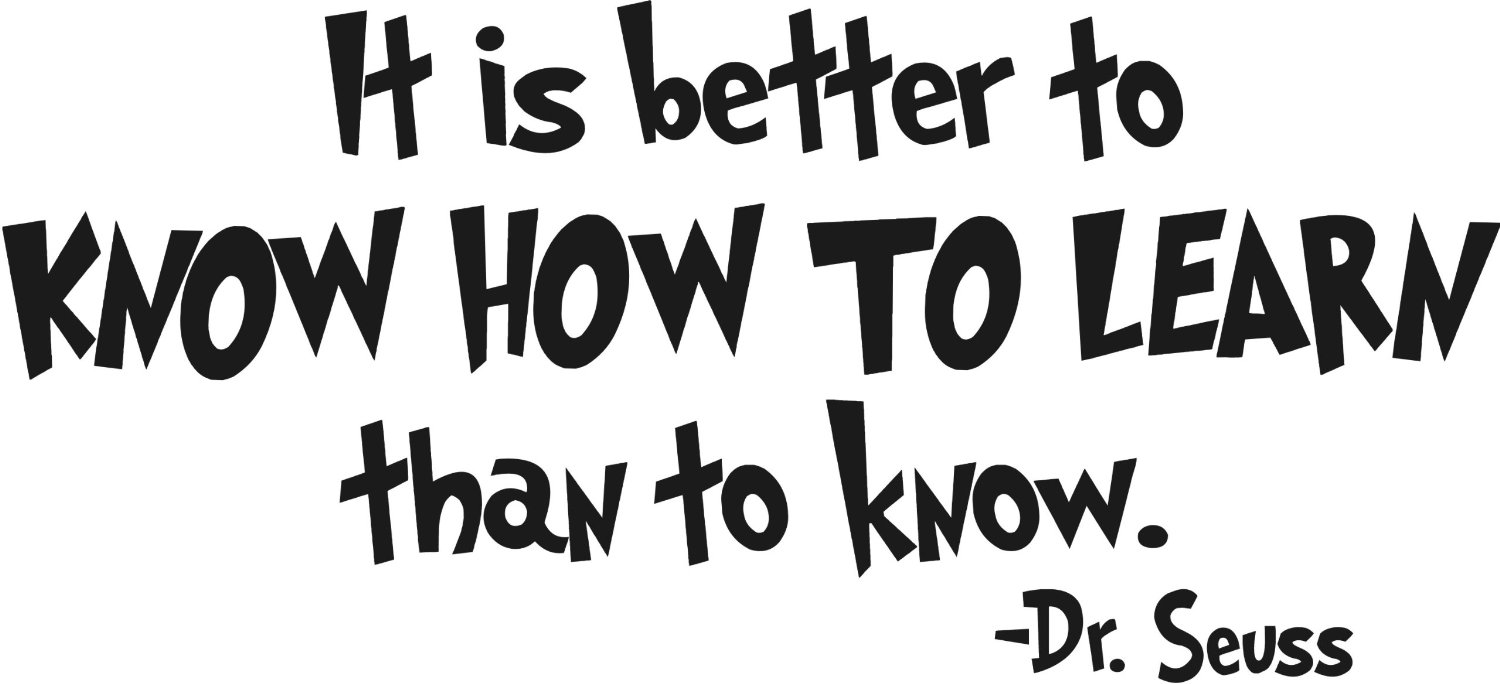 It is better to
KNOW HOW TO LEARN
than to know.
-Dr. Seuss